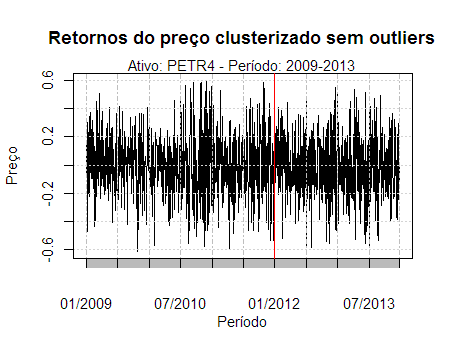 Retornos do preço clusterizado sem outliers
Ativo: PETR4 - Período: 2009-2013
Preço
0.6
0.2
-0.2
-0.6
01/2009 07/2010 01/2012 07/2013
Período